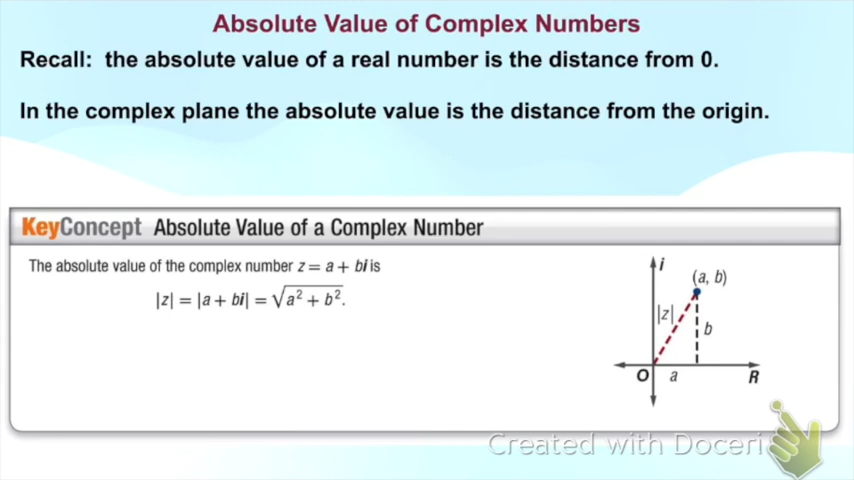 Absolute Value of Complex Numbers
Recall: the absolute value of a real number is the distance from 0.
In the complex plane the absolute value is the distance from the origin.
KeyConcept Absolute Value of a Complex Number
The absolute value of the complex number z = a + bi is
|z| = |a + bi| = √(a² + b²).
i
(a, b)
|z|
b
O a R
Created with Doceri